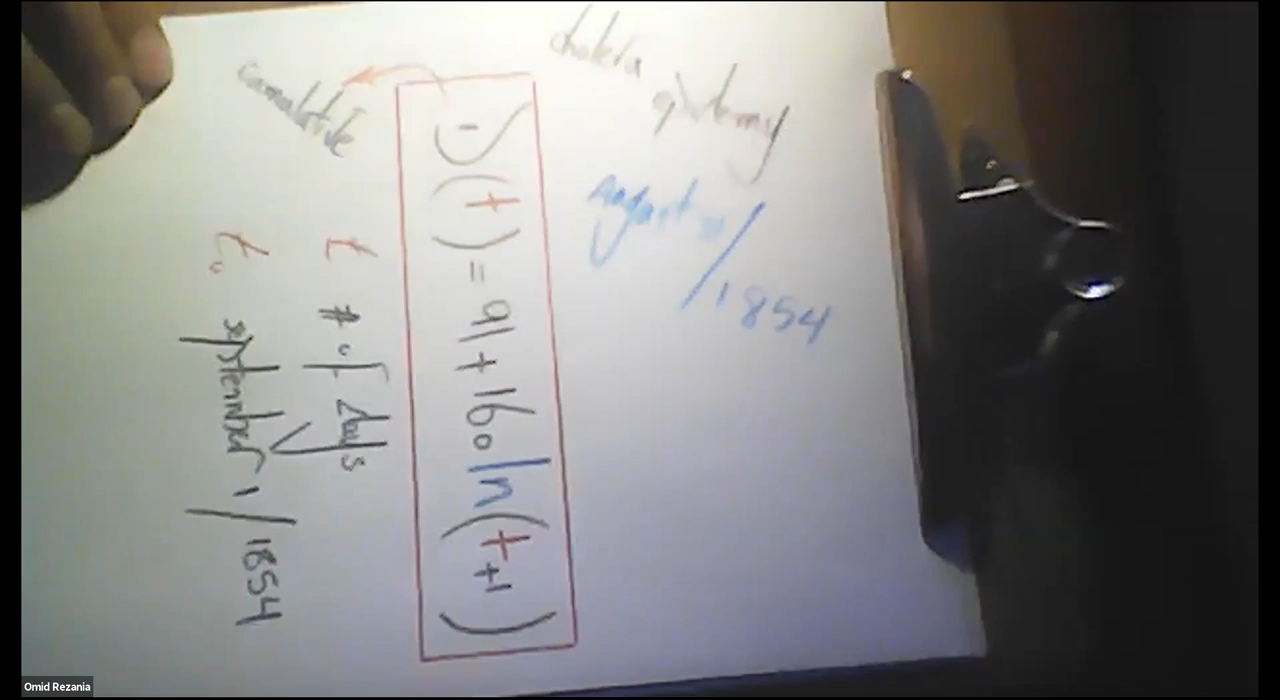 cholera epidemy
August 31/1854
D(t) = 91 + 160 ln(t+1)
cumulative
t # of days
t₀ september 1/1854
Omid Rezania